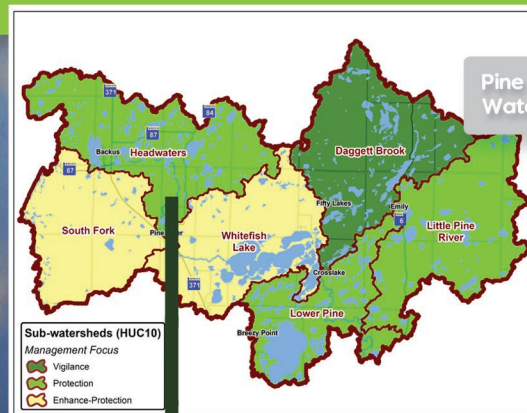 371
84
87
Pine
Wate
Backus
Headwaters
Daggett Brook
87
Fifty Lakes
Emily
6
Little Pine
River
South Fork
Pine
Whitefish
Lake
Crosslake
371
Lower Pine
Breezy Point
Sub-watersheds (HUC10)
Management Focus
Vigilance
Protection
Enhance-Protection